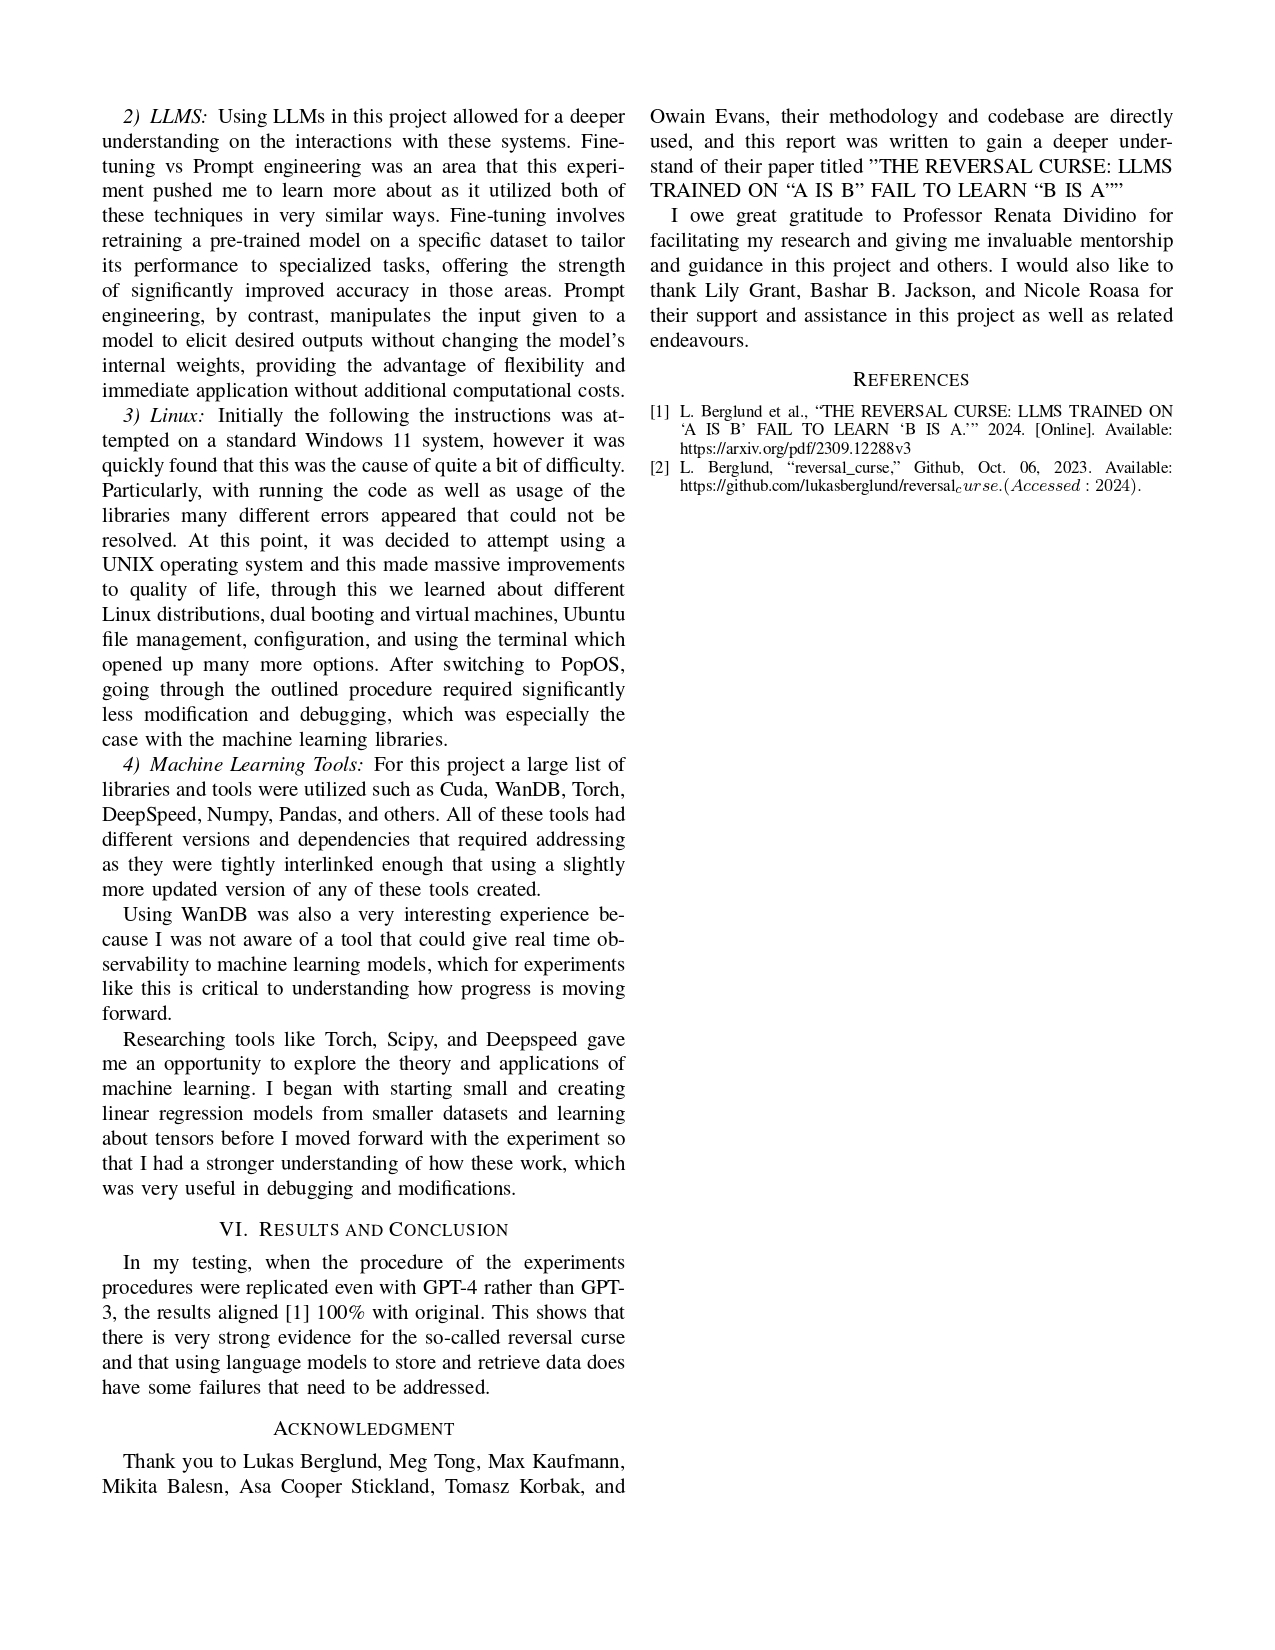 2) LLMS: Using LLMs in this project allowed for a deeper
understanding on the interactions with these systems. Fine-
tuning vs Prompt engineering was an area that this experi-
ment pushed me to learn more about as it utilized both of
these techniques in very similar ways. Fine-tuning involves
retraining a pre-trained model on a specific dataset to tailor
its performance to specialized tasks, offering the strength
of significantly improved accuracy in those areas. Prompt
engineering, by contrast, manipulates the input given to a
model to elicit desired outputs without changing the model's
internal weights, providing the advantage of flexibility and
immediate application without additional computational costs.
3) Linux: Initially the following the instructions was at-
tempted on a standard Windows 11 system, however it was
quickly found that this was the cause of quite a bit of difficulty.
Particularly, with running the code as well as usage of the
libraries many different errors appeared that could not be
resolved. At this point, it was decided to attempt using a
UNIX operating system and this made massive improvements
to quality of life, through this we learned about different
Linux distributions, dual booting and virtual machines, Ubuntu
file management, configuration, and using the terminal which
opened up many more options. After switching to PopOS,
going through the outlined procedure required significantly
less modification and debugging, which was especially the
case with the machine learning libraries.
4) Machine Learning Tools: For this project a large list of
libraries and tools were utilized such as Cuda, WanDB, Torch,
DeepSpeed, Numpy, Pandas, and others. All of these tools had
different versions and dependencies that required addressing
as they were tightly interlinked enough that using a slightly
more updated version of any of these tools created.
Using WanDB was also a very interesting experience be-
cause I was not aware of a tool that could give real time ob-
servability to machine learning models, which for experiments
like this is critical to understanding how progress is moving
forward.
Researching tools like Torch, Scipy, and Deepspeed gave
me an opportunity to explore the theory and applications of
machine learning. I began with starting small and creating
linear regression models from smaller datasets and learning
about tensors before I moved forward with the experiment so
that I had a stronger understanding of how these work, which
was very useful in debugging and modifications.
VI. RESULTS AND CONCLUSION
In my testing, when the procedure of the experiments
procedures were replicated even with GPT-4 rather than GPT-
3, the results aligned [1] 100% with original. This shows that
there is very strong evidence for the so-called reversal curse
and that using language models to store and retrieve data does
have some failures that need to be addressed.
ACKNOWLEDGMENT
Thank you to Lukas Berglund, Meg Tong, Max Kaufmann,
Mikita Balesn, Asa Cooper Stickland, Tomasz Korbak, and
Owain Evans, their methodology and codebase are directly
used, and this report was written to gain a deeper under-
stand of their paper titled ”THE REVERSAL CURSE: LLMS
TRAINED ON “A IS B” FAIL TO LEARN “B IS A””
I owe great gratitude to Professor Renata Dividino for
facilitating my research and giving me invaluable mentorship
and guidance in this project and others. I would also like to
thank Lily Grant, Bashar B. Jackson, and Nicole Roasa for
their support and assistance in this project as well as related
endeavours.
REFERENCES
[1] L. Berglund et al., “THE REVERSAL CURSE: LLMS TRAINED ON
‘A IS B’ FAIL TO LEARN ‘B IS A.’” 2024. [Online]. Available:
https://arxiv.org/pdf/2309.12288v3
[2] L. Berglund, “reversal_curse,” Github, Oct. 06, 2023. Available:
https://github.com/lukasberglund/reversalcurse.(Accessed : 2024).